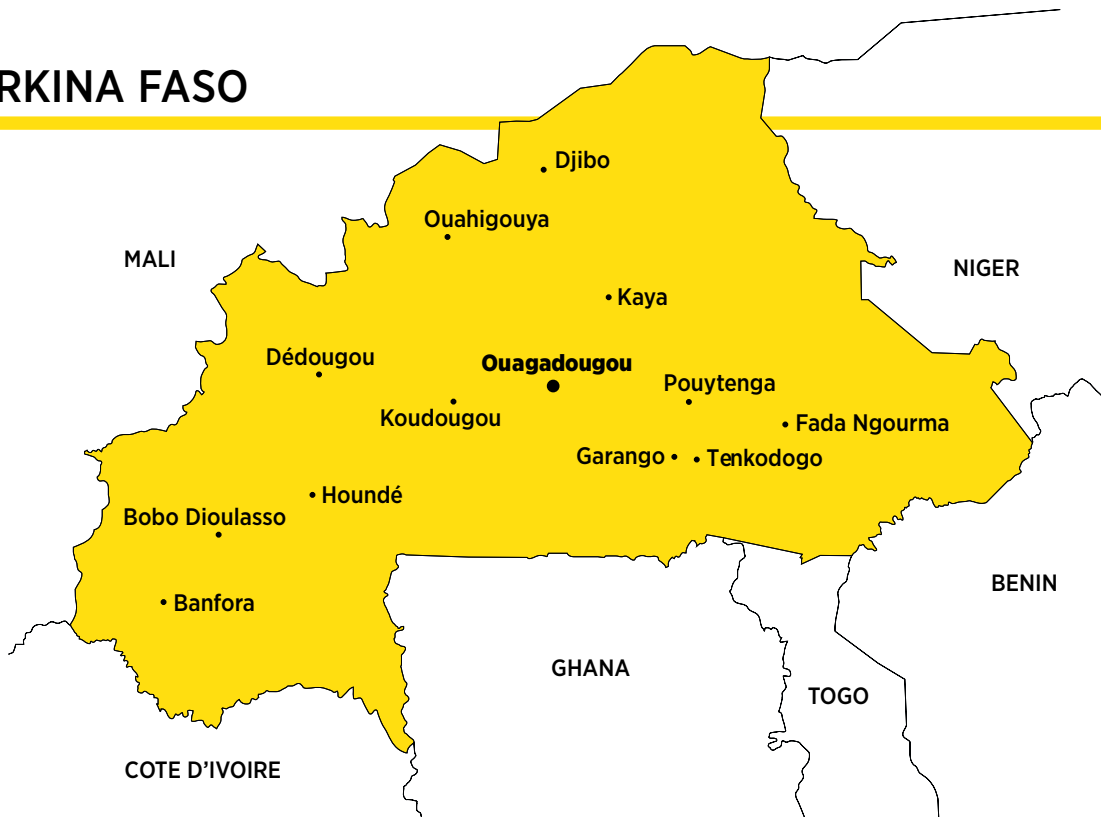 RKINA FASO
Djibo
Ouahigouya
MALI
NIGER
Kaya
Dédougou
Ouagadougou
Pouytenga
Koudougou
Fada Ngourma
Garango
Tenkodogo
Houndé
Bobo Dioulasso
BENIN
Banfora
GHANA
TOGO
COTE D’IVOIRE